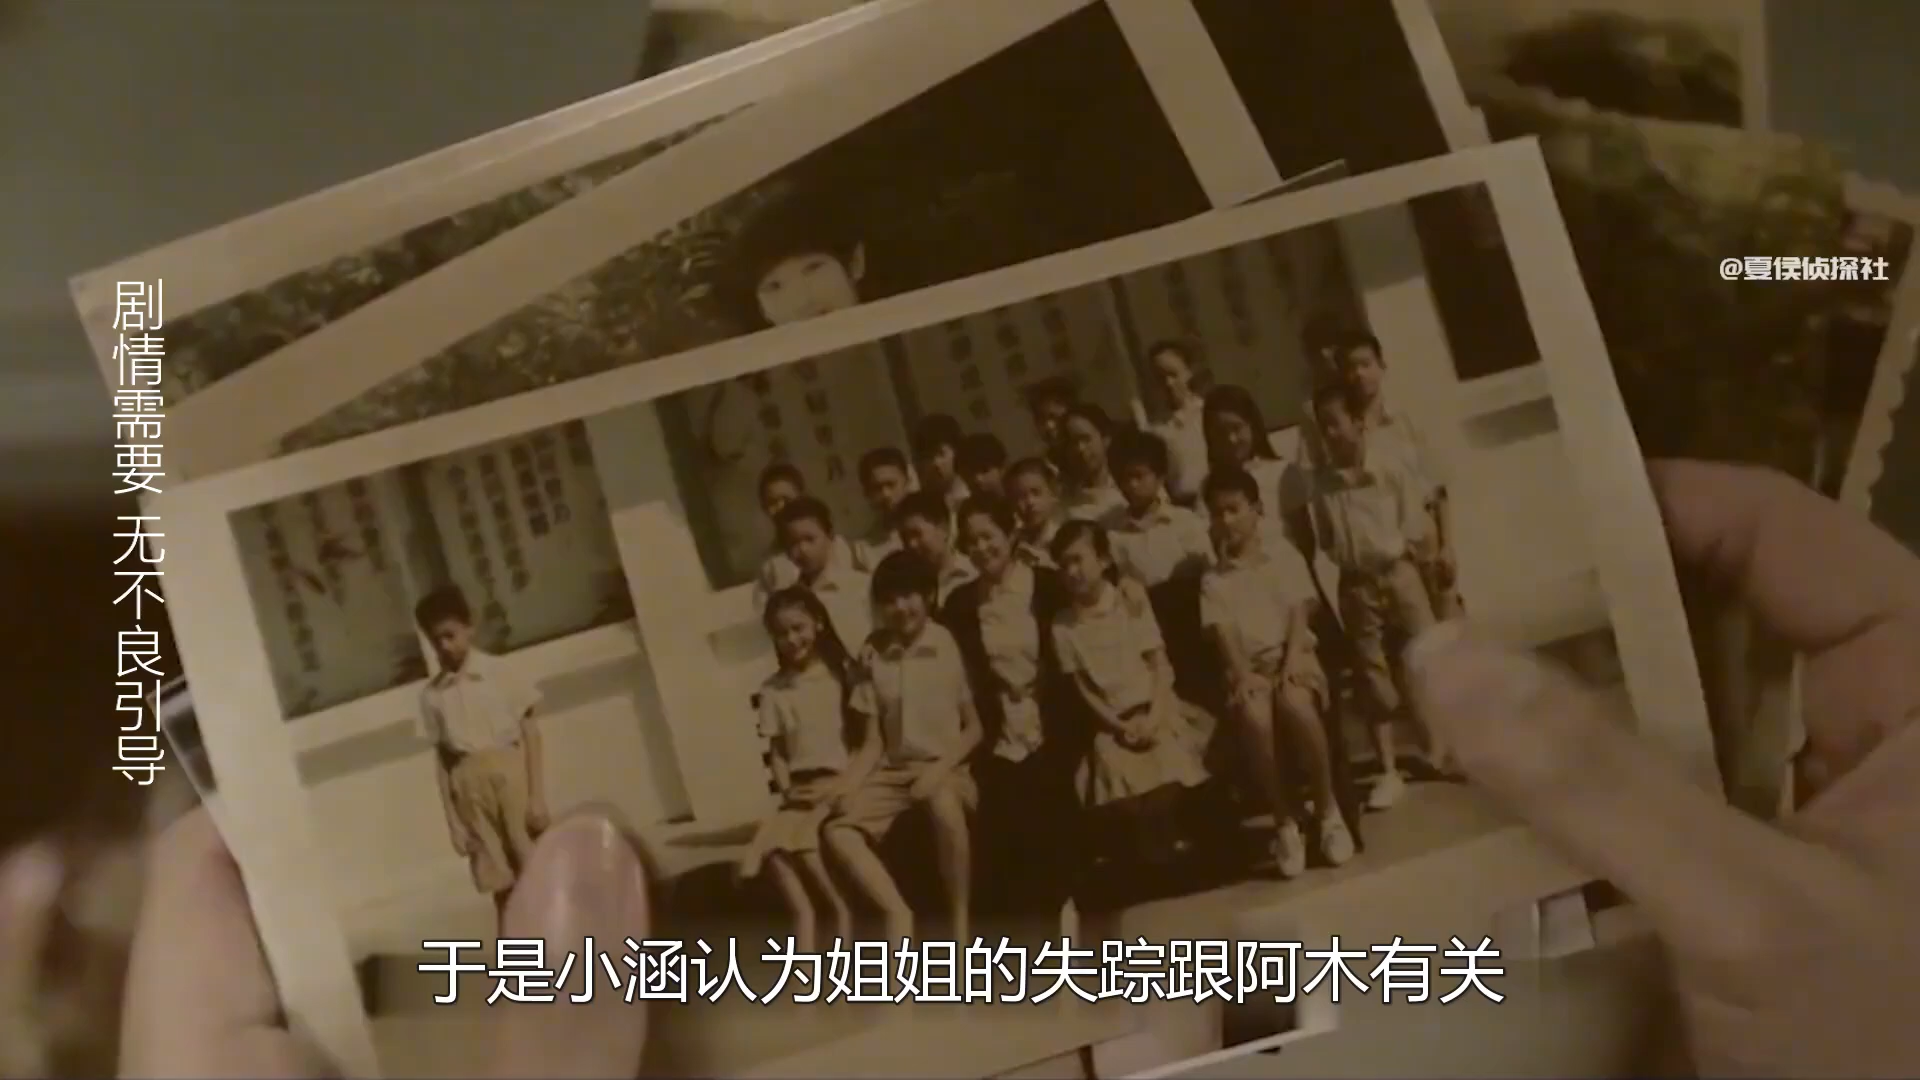 剧情需要 无不良引导
@夏侯侦探社
于是小涵认为姐姐的失踪跟阿木有关